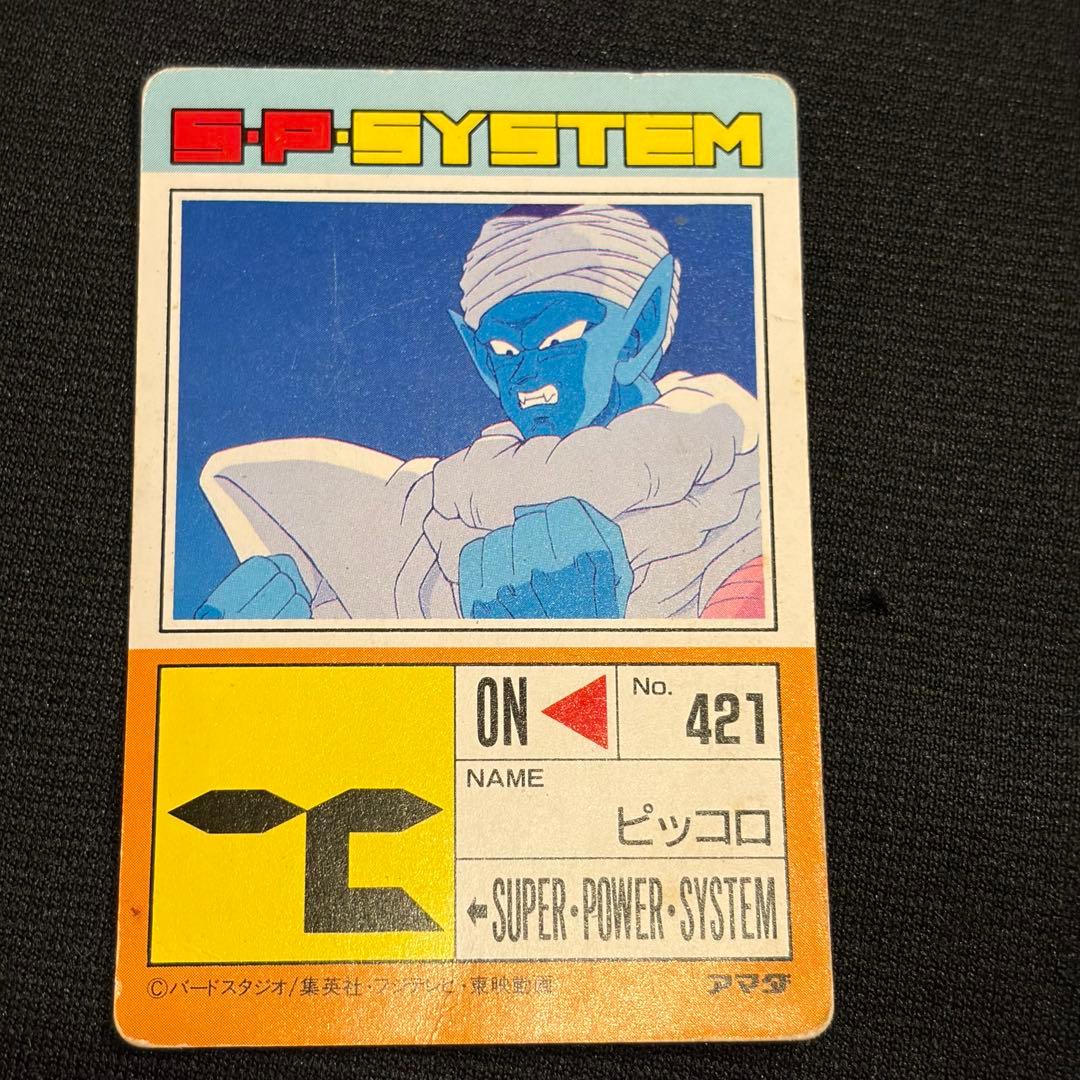 S・P・SYSTEM
ON
No. 421
NAME
ピッコロ
←SUPER・POWER・SYSTEM
©バードスタジオ/集英社・フジテレビ・東映動画
アマダ